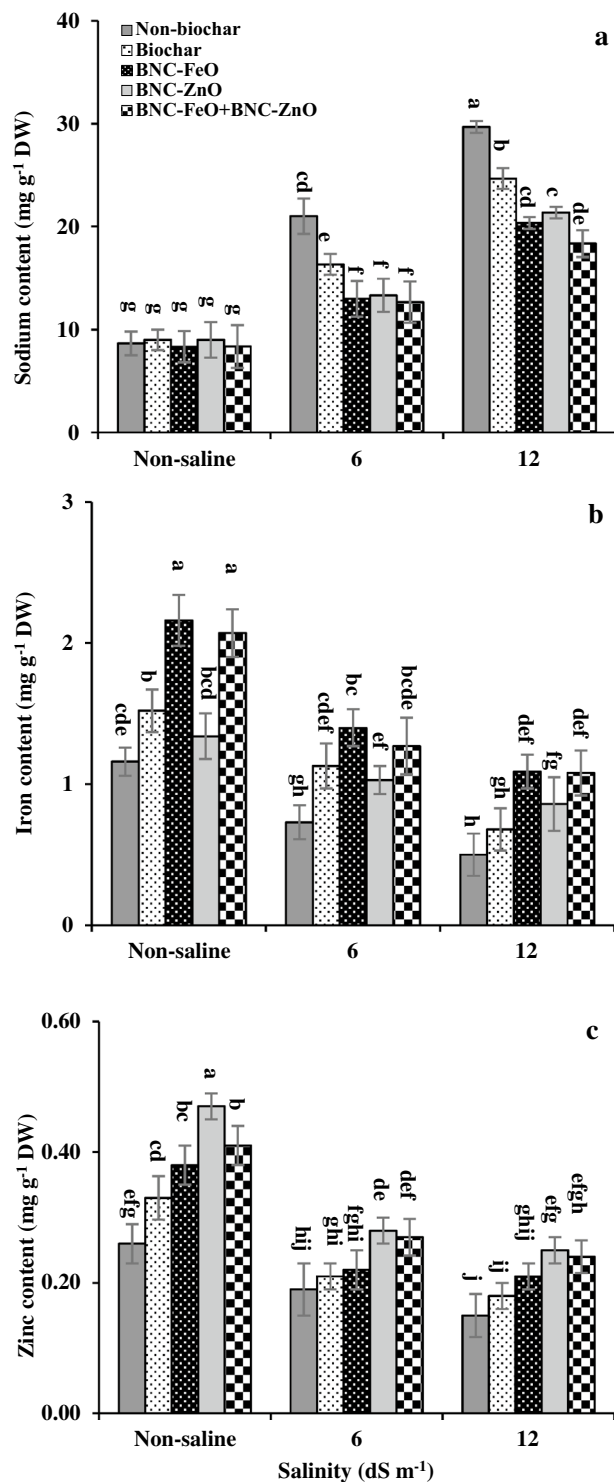 40
a
Non-biochar
Biochar
BNC-FeO
BNC-ZnO
BNC-FeO+BNC-ZnO
30
20
10
0
Sodium content (mg g-1 DW)
g g g g g
cd e f f f
a b cd c de
Non-saline 6 12
3
b
2
1
0
Iron content (mg g-1 DW)
cde b a bcd a
gh cdef bc ef bcde
h gh def fg def
Non-saline 6 12
0.60
c
0.40
0.20
0.00
Zinc content (mg g-1 DW)
efg cd bc a b
hij ghi fghi de def
j ij ghij efg efgh
Non-saline 6 12
Salinity (dS m-1)